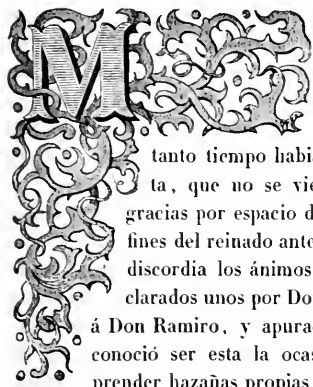 M
tanto tiempo habia
ta, que no se vie
gracias por espacio d
fines del reinado ante
discordia los ánimos
clarados unos por Do
á Don Ramiro, y apura
conoció ser esta la ocas
prender hazañas propias